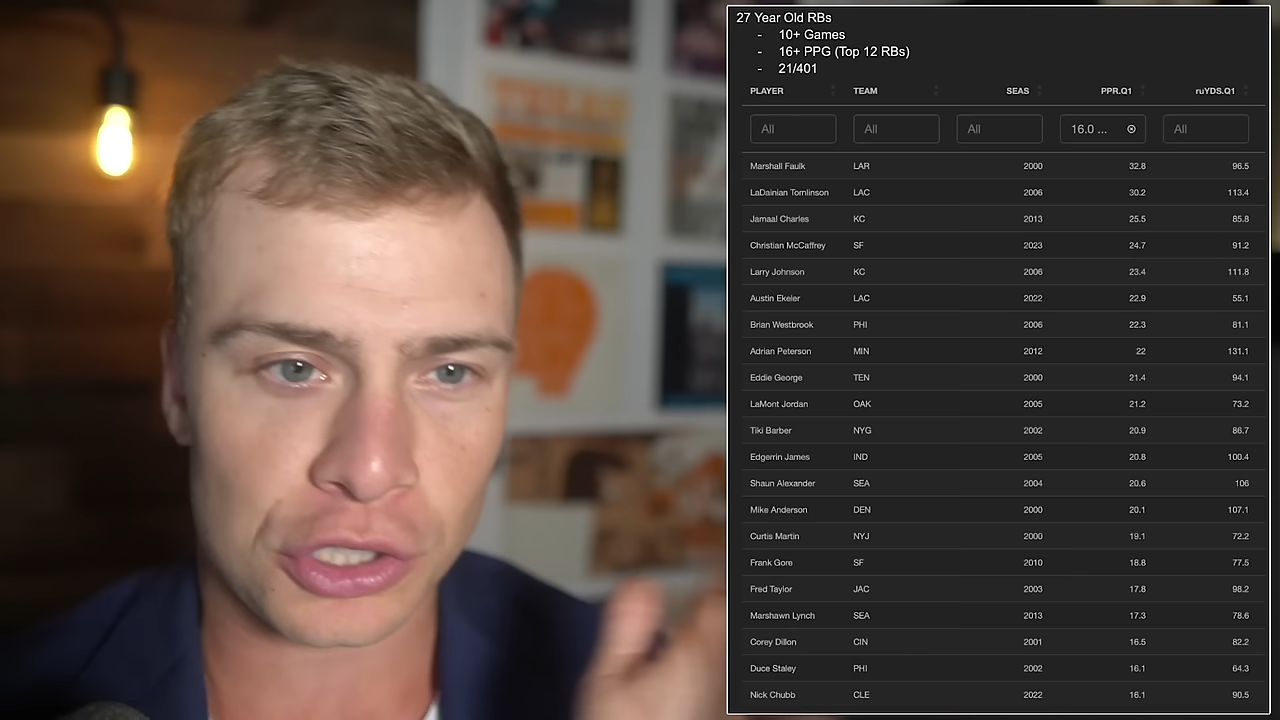 27 Year Old RBs
- 10+ Games
- 16+ PPG (Top 12 RBs)
- 21/401
PLAYER TEAM SEAS PPR.Q1 ruYDS.Q1
All All All 16.0 ... All
Marshall Faulk LAR 2000 32.8 96.5
LaDainian Tomlinson LAC 2006 30.2 113.4
Jamaal Charles KC 2013 25.5 85.8
Christian McCaffrey SF 2023 24.7 91.2
Larry Johnson KC 2006 23.4 111.8
Austin Ekeler LAC 2022 22.9 55.1
Brian Westbrook PHI 2006 22.3 81.1
Adrian Peterson MIN 2012 22 131.1
Eddie George TEN 2000 21.4 94.1
LaMont Jordan OAK 2005 21.2 73.2
Tiki Barber NYG 2002 20.9 86.7
Edgerrin James IND 2005 20.8 100.4
Shaun Alexander SEA 2004 20.6 106
Mike Anderson DEN 2000 20.1 107.1
Curtis Martin NYJ 2000 19.1 72.2
Frank Gore SF 2010 18.8 77.5
Fred Taylor JAC 2003 17.8 98.2
Marshawn Lynch SEA 2013 17.3 78.6
Corey Dillon CIN 2001 16.5 82.2
Duce Staley PHI 2002 16.1 64.3
Nick Chubb CLE 2022 16.1 90.5